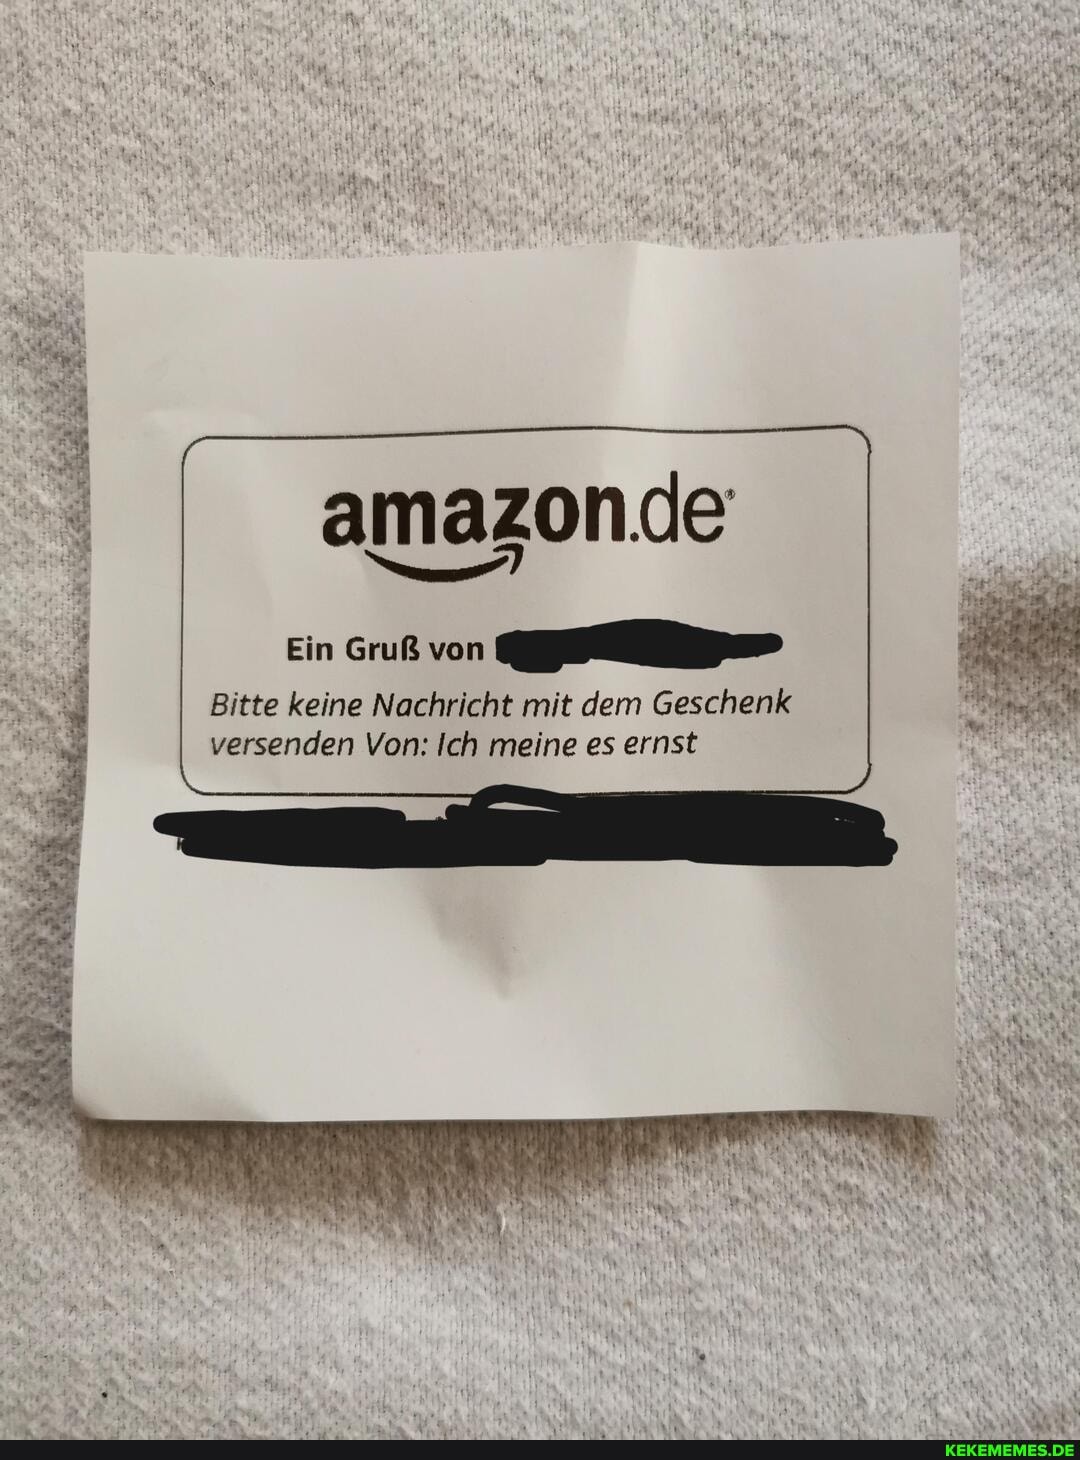 amazon.de®
Ein Gruß von
Bitte keine Nachricht mit dem Geschenk
versenden Von: Ich meine es ernst
KEKEMEMES.DE